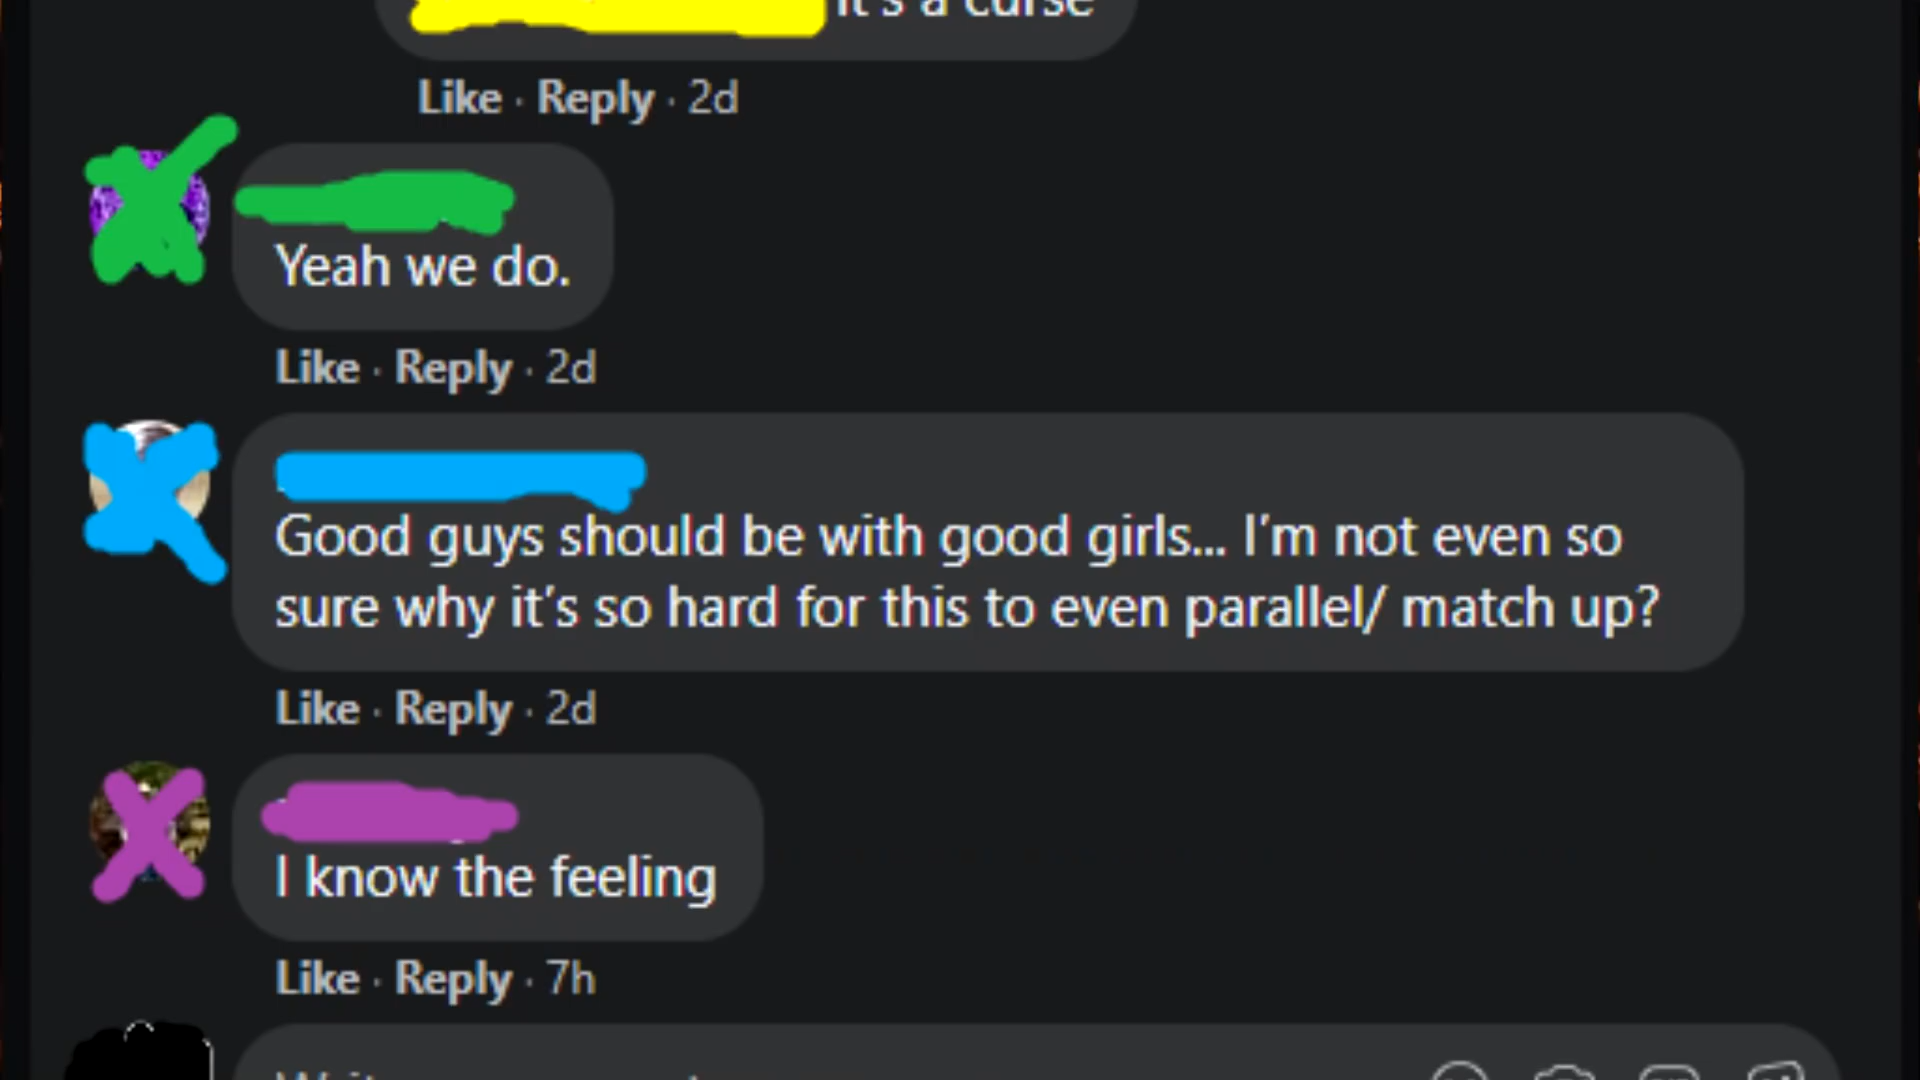 it's a curse
Like · Reply · 2d
Yeah we do.
Like · Reply · 2d
Good guys should be with good girls... I'm not even so
sure why it's so hard for this to even parallel/ match up?
Like · Reply · 2d
I know the feeling
Like · Reply · 7h